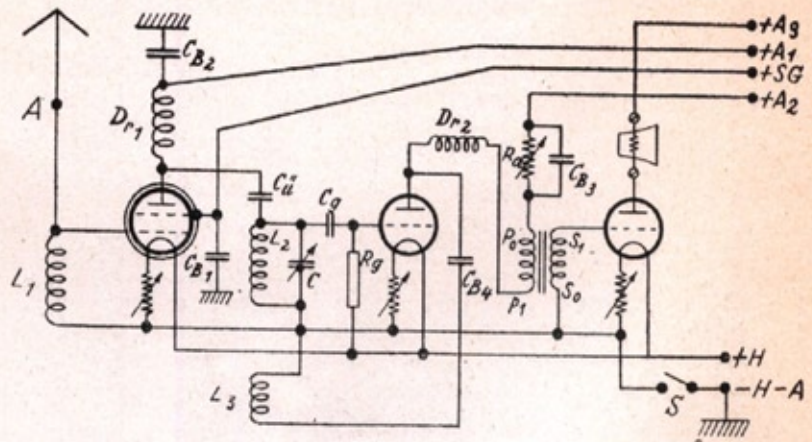 +A3
+A1
+SG
+A2
CB2
A
Dr1
Dr2
Ra
CB3
Cü
Cg
L2
C
Rg
L1
CB1
CB4
P0
S1
P1
S0
+H
L3
S
-H-A